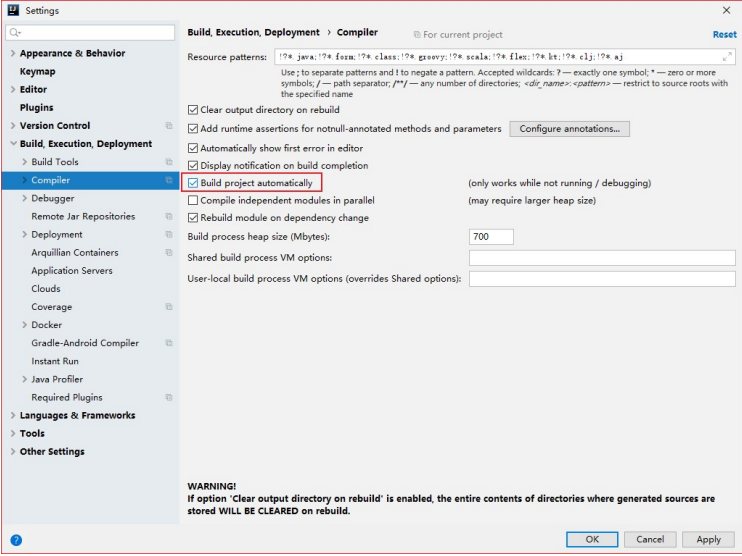 Settings
Build, Execution, Deployment › Compiler
For current project
Reset
Appearance & Behavior
Keymap
Editor
Plugins
Version Control
Build, Execution, Deployment
Build Tools
Compiler
Debugger
Remote Jar Repositories
Deployment
Arquillian Containers
Application Servers
Clouds
Coverage
Docker
Gradle-Android Compiler
Instant Run
Java Profiler
Required Plugins
Languages & Frameworks
Tools
Other Settings
Resource patterns: !?*.java;!?*.form;!?*.class;!?*.groovy;!?*.scala;!?*.flex;!?*.kt;!?*.clj;!?*.aj
Use ; to separate patterns and ! to negate a pattern. Accepted wildcards: ? — exactly one symbol; * — zero or more
symbols; / — path separator; /**/ — any number of directories; <dir_name>:<pattern> — restrict to source roots with
the specified name
Clear output directory on rebuild
Add runtime assertions for notnull-annotated methods and parameters Configure annotations...
Automatically show first error in editor
Display notification on build completion
Build project automatically (only works while not running / debugging)
Compile independent modules in parallel (may require larger heap size)
Rebuild module on dependency change
Build process heap size (Mbytes): 700
Shared build process VM options:
User-local build process VM options (overrides Shared options):
WARNING!
If option 'Clear output directory on rebuild' is enabled, the entire contents of directories where generated sources are
stored WILL BE CLEARED on rebuild.
? OK Cancel Apply